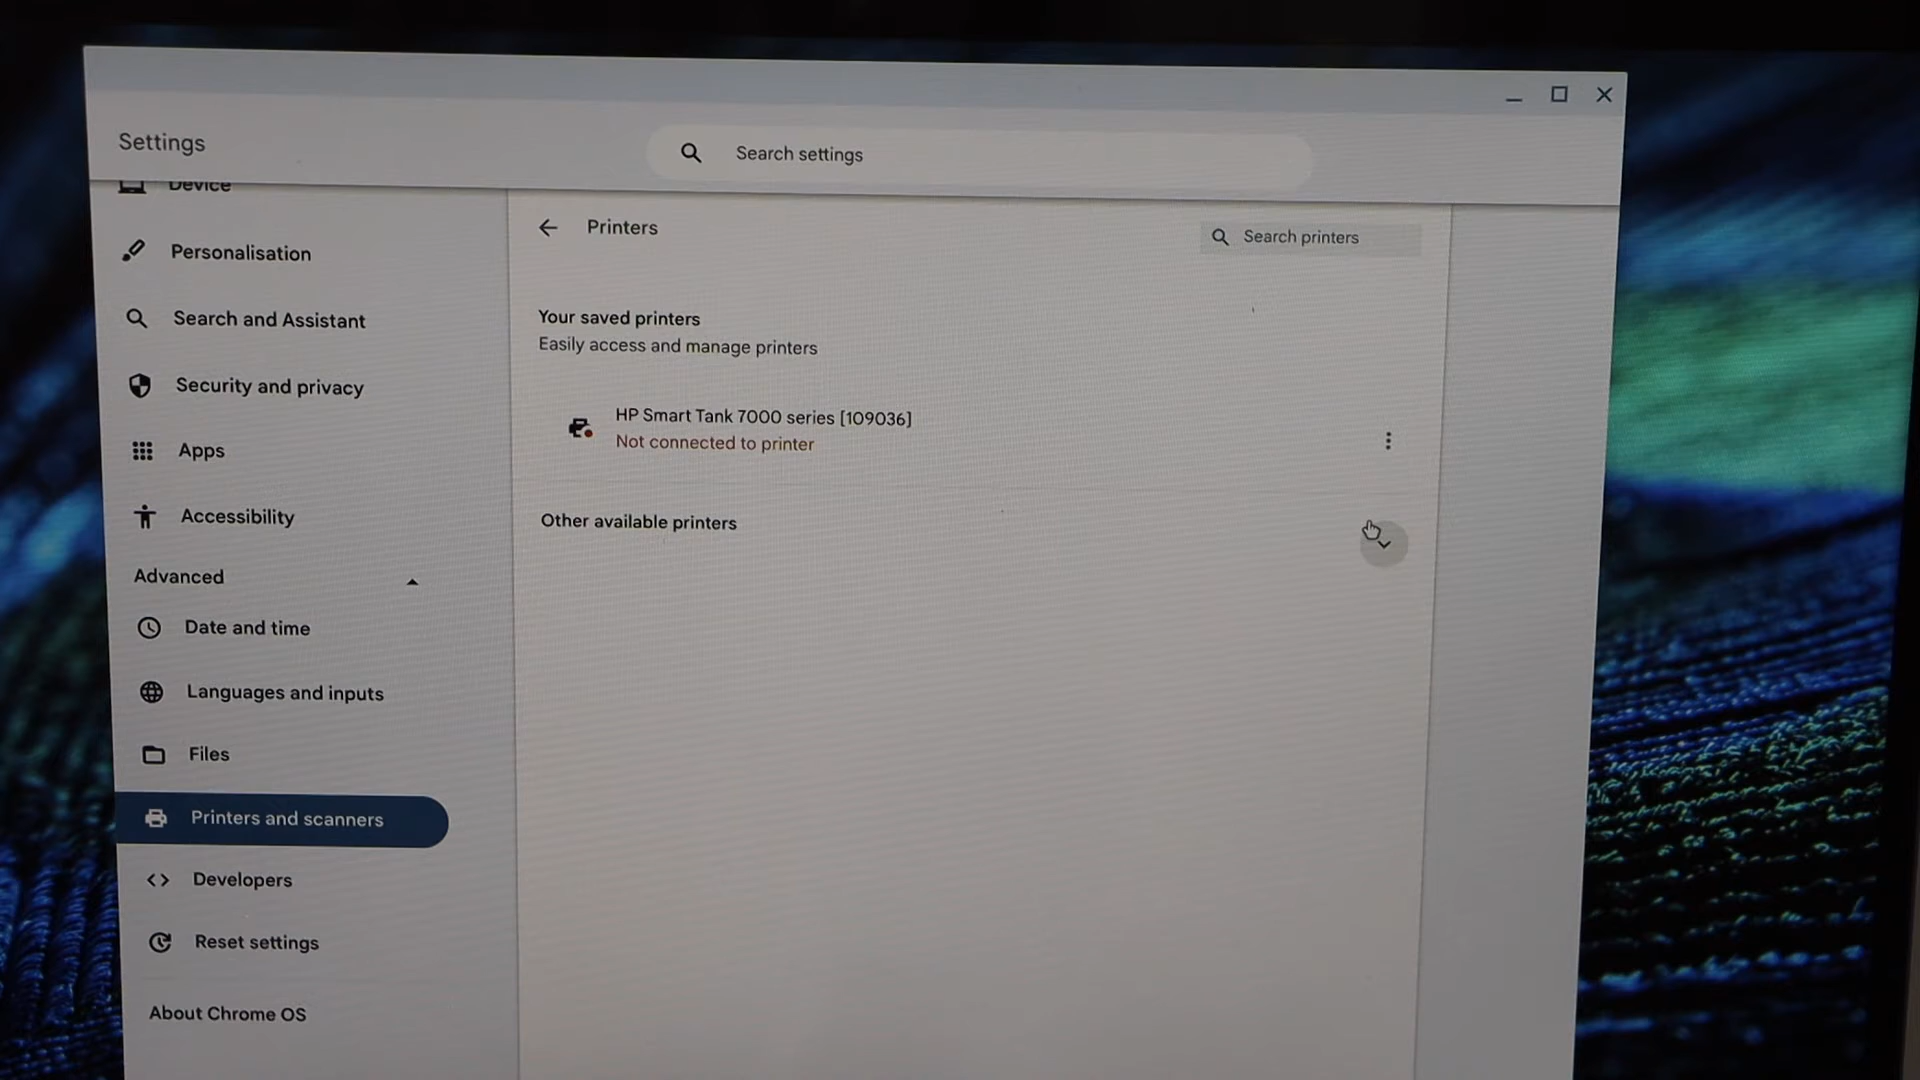 Settings
Search settings
Device
Personalisation
Search and Assistant
Security and privacy
Apps
Accessibility
Advanced
Date and time
Languages and inputs
Files
Printers and scanners
Developers
Reset settings
About Chrome OS
Printers
Search printers
Your saved printers
Easily access and manage printers
HP Smart Tank 7000 series [109036]
Not connected to printer
Other available printers